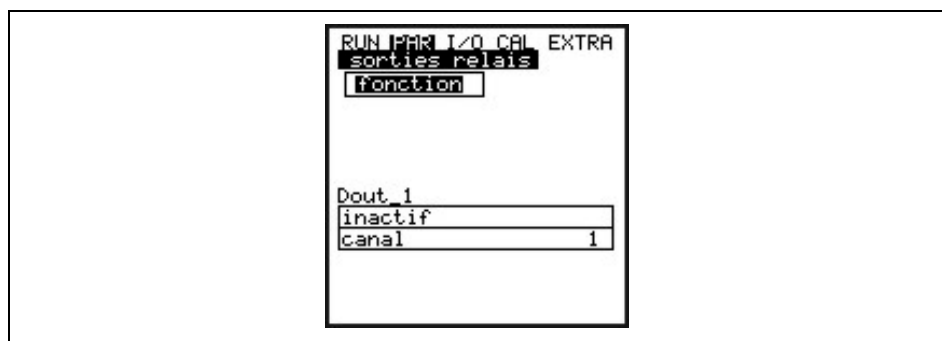 RUN PAR I/O CAL EXTRA
sorties relais
fonction
Dout_1
inactif
canal 1